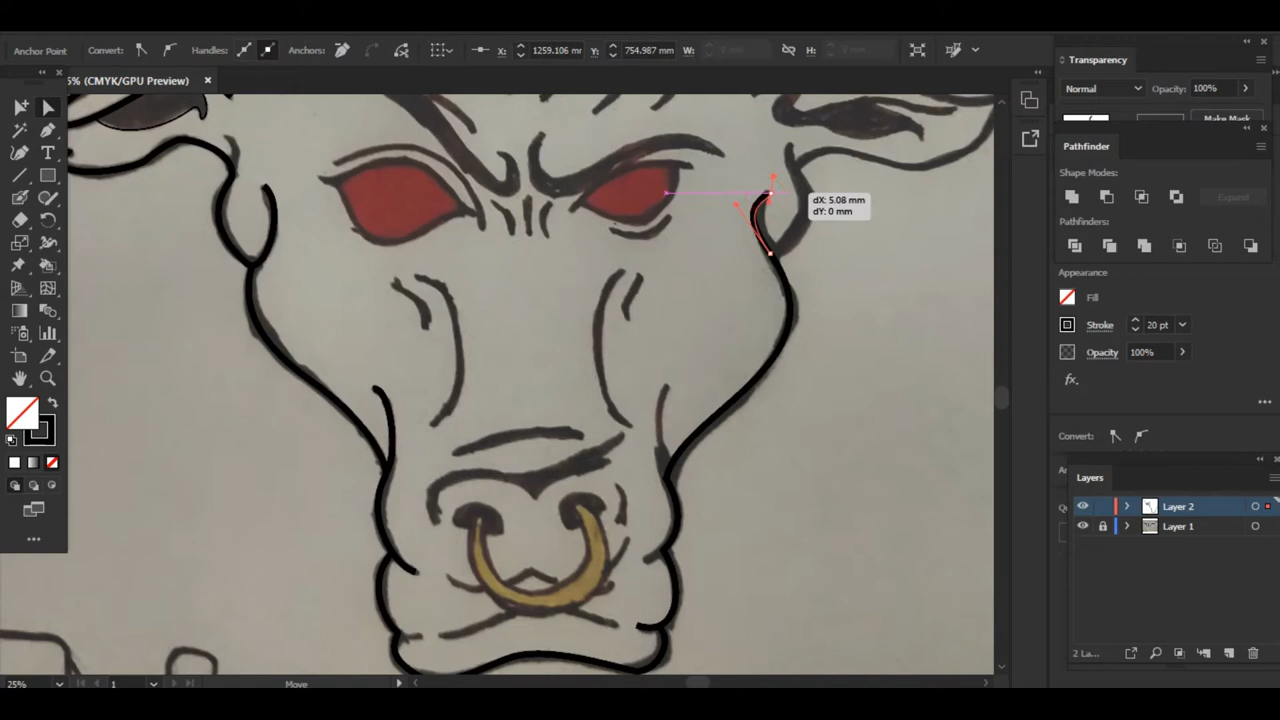 Anchor Point Convert: Handles: Anchors: X: 1259.106 mr Y: 754.987 mm W: H:
5% (CMYK/GPU Preview) ×
Transparency
Normal Opacity: 100%
Make Mask
Pathfinder
Shape Modes:
Expand
Pathfinders:
Appearance
Fill
Stroke 20 pt
Opacity 100%
fx
dX: 5.08 mm
dY: 0 mm
Convert:
Layers
Layer 2
Layer 1
2 La...
25% 1 Move